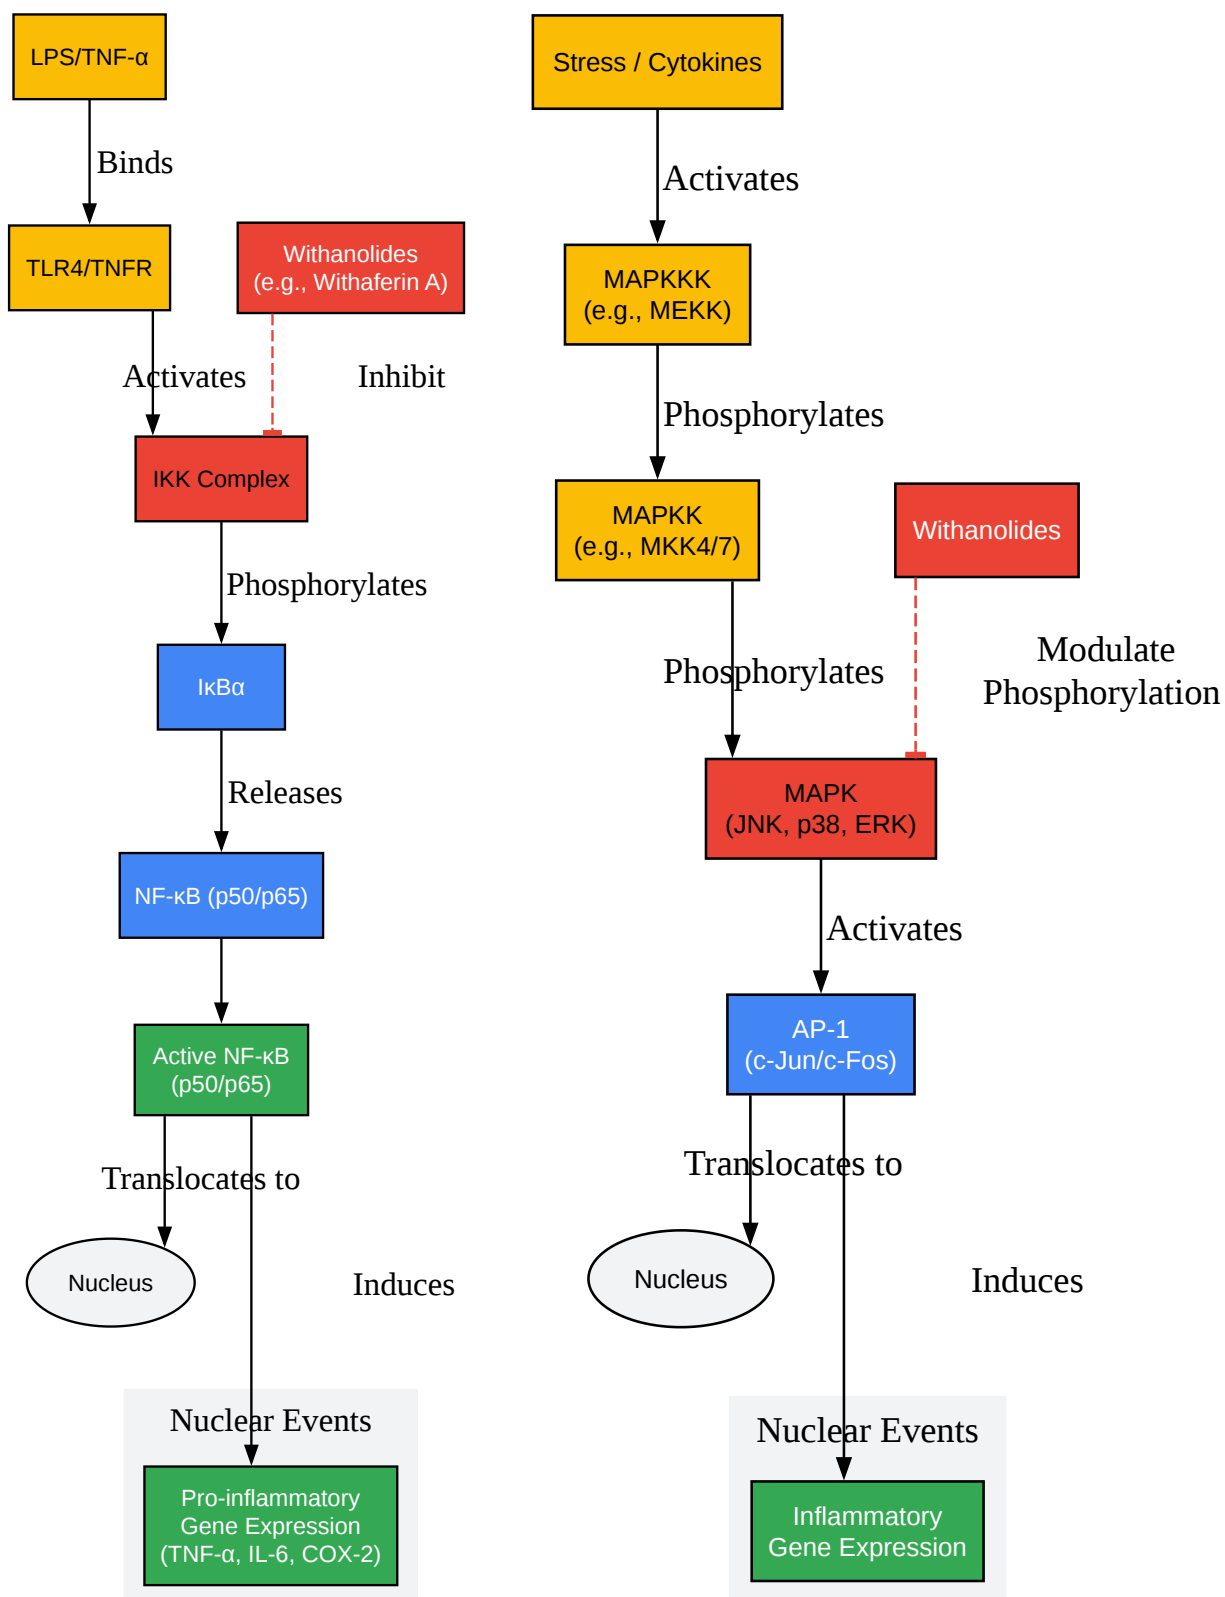 LPS/TNF-α
Binds
TLR4/TNFR
Withanolides
(e.g., Withaferin A)
Activates
Inhibit
IKK Complex
Phosphorylates
IκBα
Releases
NF-κB (p50/p65)
Active NF-κB
(p50/p65)
Translocates to
Nucleus
Induces
Nuclear Events
Pro-inflammatory
Gene Expression
(TNF-α, IL-6, COX-2)
Stress / Cytokines
Activates
MAPKKK
(e.g., MEKK)
Phosphorylates
MAPKK
(e.g., MKK4/7)
Withanolides
Phosphorylates
Modulate
Phosphorylation
MAPK
(JNK, p38, ERK)
Activates
AP-1
(c-Jun/c-Fos)
Translocates to
Nucleus
Induces
Nuclear Events
Inflammatory
Gene Expression